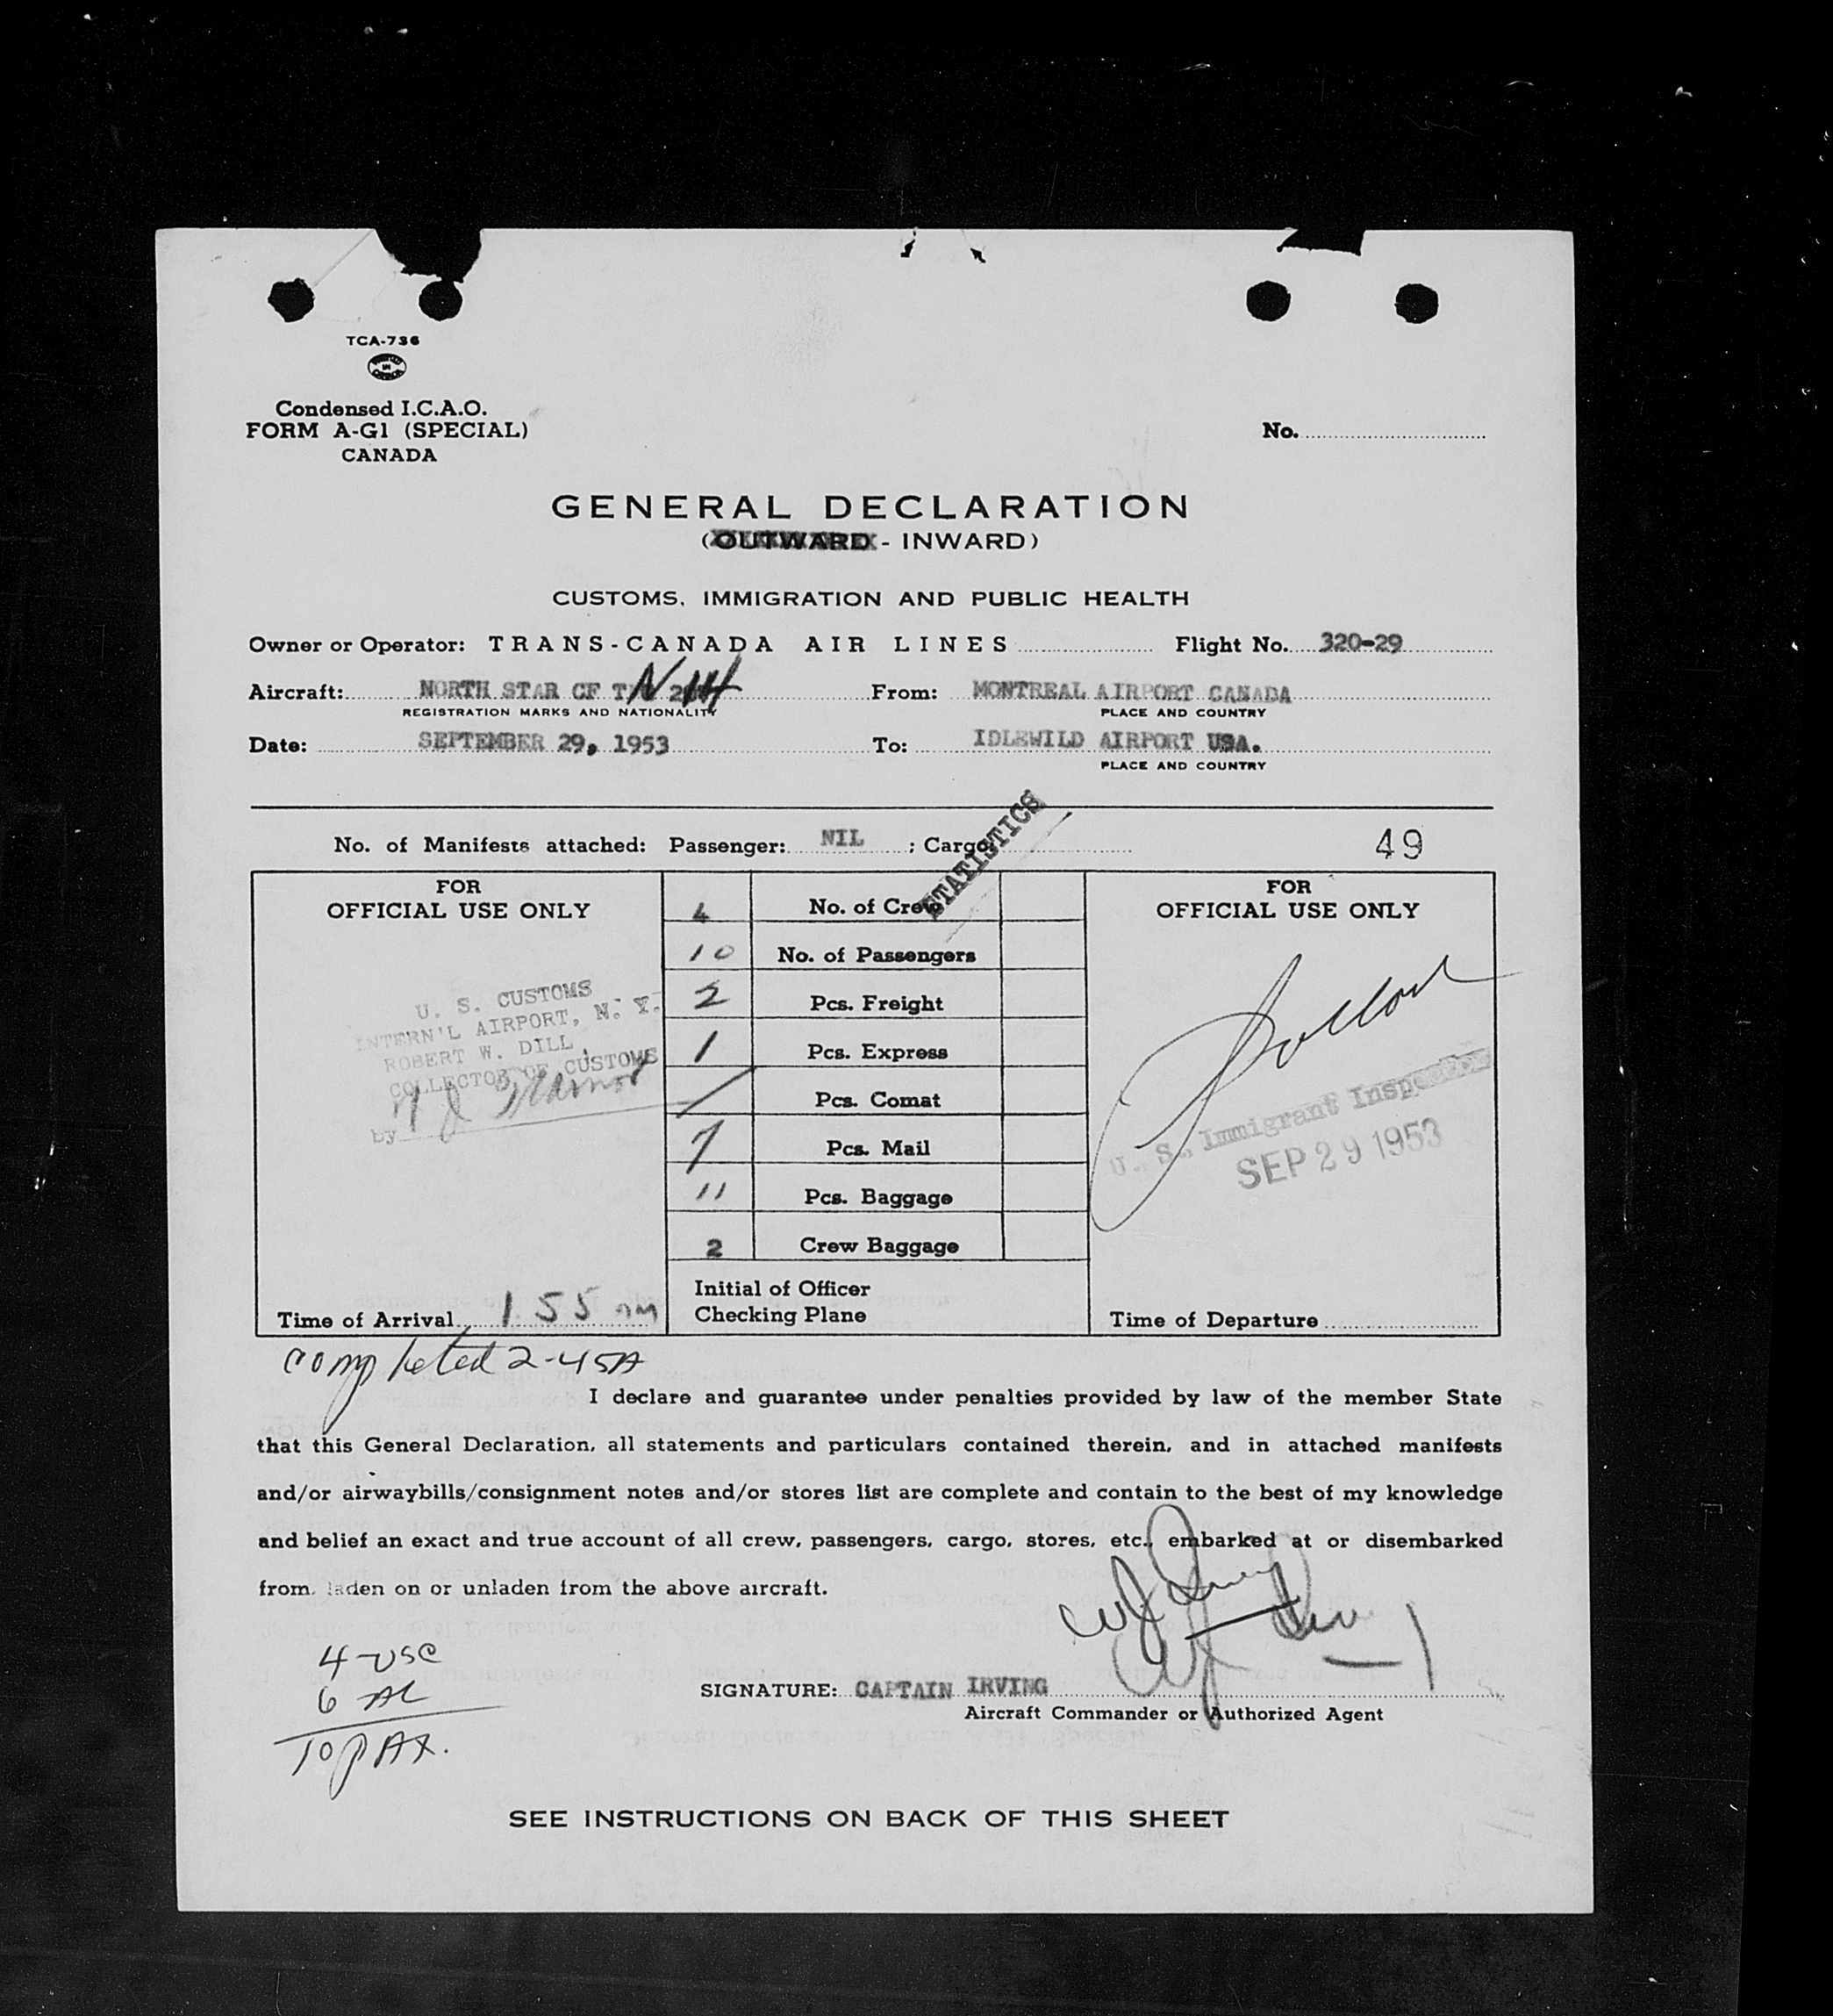 TCA-736
Condensed I.C.A.O.
FORM A-G1 (SPECIAL)
CANADA
No.
GENERAL DECLARATION
(OUTWARD - INWARD)
CUSTOMS, IMMIGRATION AND PUBLIC HEALTH
Owner or Operator: TRANS-CANADA AIR LINES Flight No. 320-29
Aircraft: NORTH STAR CF From: MONTREAL AIRPORT CANADA
REGISTRATION MARKS AND NATIONALITY PLACE AND COUNTRY
Date: SEPTEMBER 29, 1953 To: IDLEWILD AIRPORT USA.
PLACE AND COUNTRY
STATISTICS
No. of Manifests attached: Passenger: NIL ; Cargo: 49
FOR
OFFICIAL USE ONLY
U. S. CUSTOMS
INTERN'L AIRPORT, N. Y.
ROBERT W. DILL,
COLLECTOR OF CUSTOMS
by
Time of Arrival 1 55
4 No. of Crew
10 No. of Passengers
2 Pcs. Freight
1 Pcs. Express
/ Pcs. Comat
7 Pcs. Mail
11 Pcs. Baggage
2 Crew Baggage
Initial of Officer
Checking Plane
FOR
OFFICIAL USE ONLY
U. S. Immigrant Inspector
SEP 29 1953
Time of Departure
completed 2-45A
I declare and guarantee under penalties provided by law of the member State
that this General Declaration, all statements and particulars contained therein, and in attached manifests
and/or airwaybills/consignment notes and/or stores list are complete and contain to the best of my knowledge
and belief an exact and true account of all crew, passengers, cargo, stores, etc., embarked at or disembarked
from, laden on or unladen from the above aircraft.
4 USC
6 AL
10 PAX.
SIGNATURE: CAPTAIN IRVING
Aircraft Commander or Authorized Agent
SEE INSTRUCTIONS ON BACK OF THIS SHEET